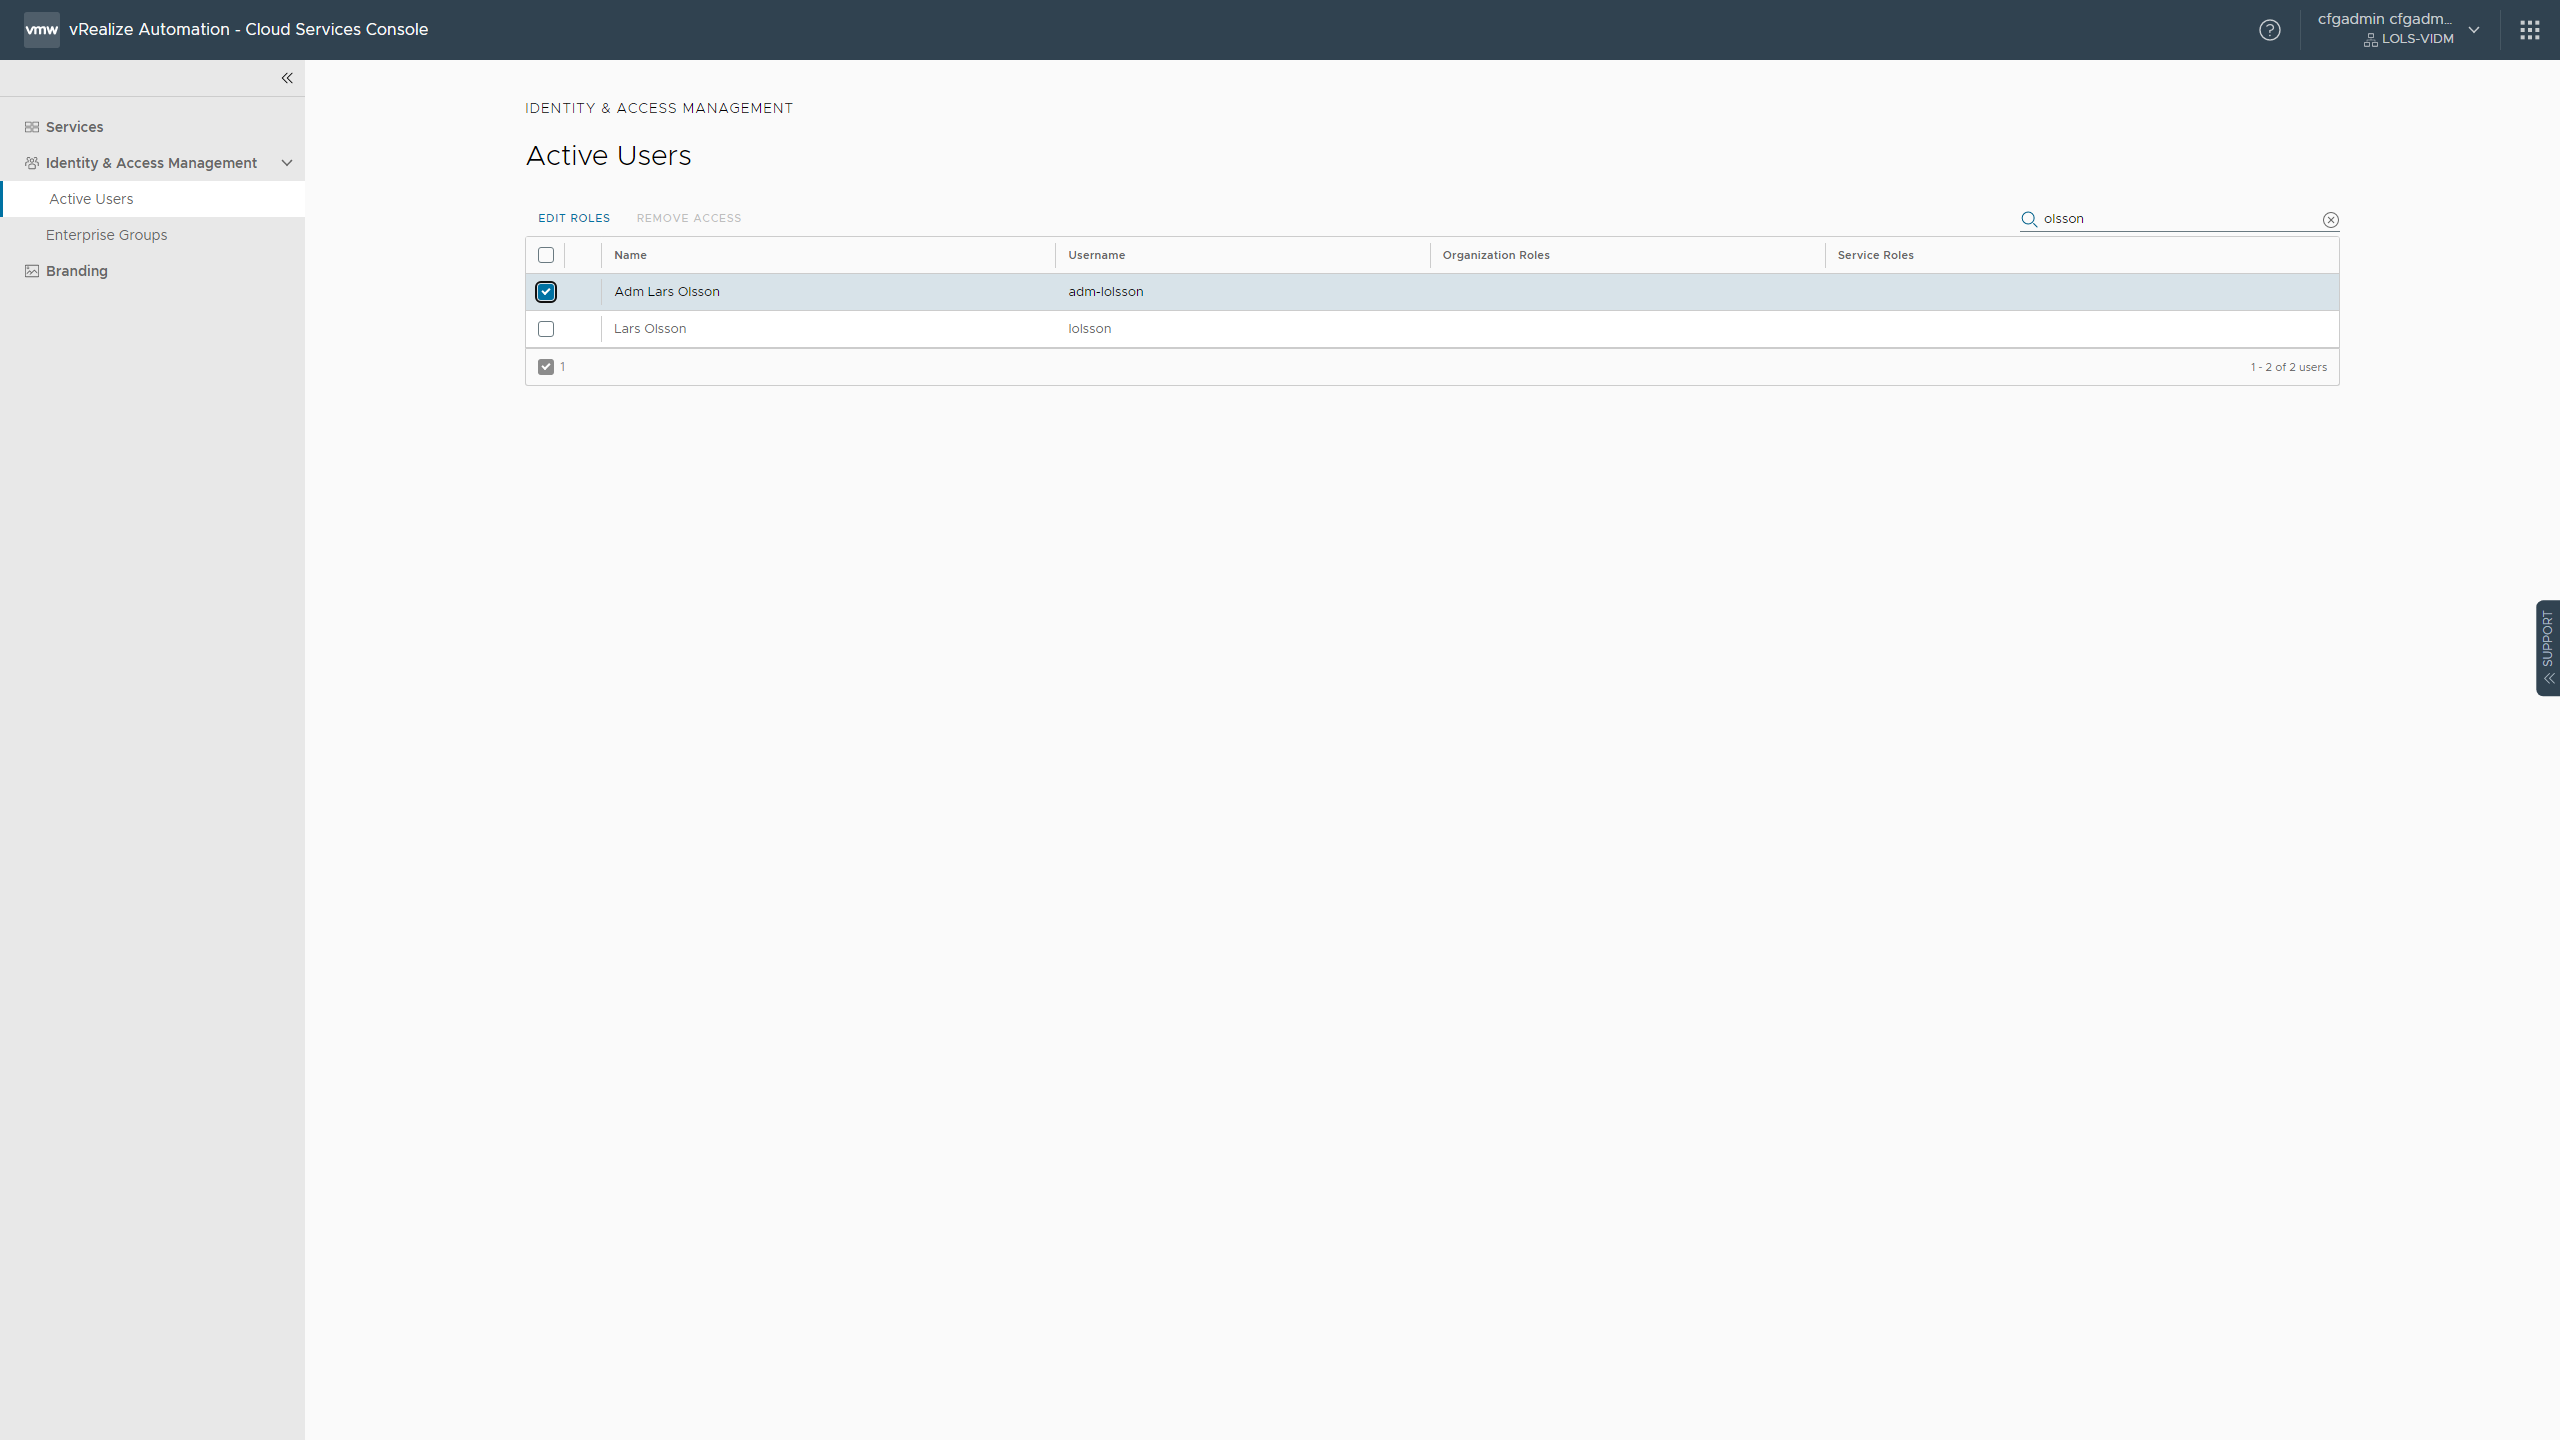 vmw vRealize Automation - Cloud Services Console
cfgadmin cfgadm...
LOLS-VIDM
Services
Identity & Access Management
Active Users
Enterprise Groups
Branding
IDENTITY & ACCESS MANAGEMENT
Active Users
EDIT ROLES REMOVE ACCESS olsson
Name Username Organization Roles Service Roles
Adm Lars Olsson adm-lolsson
Lars Olsson lolsson
1 1 - 2 of 2 users
SUPPORT